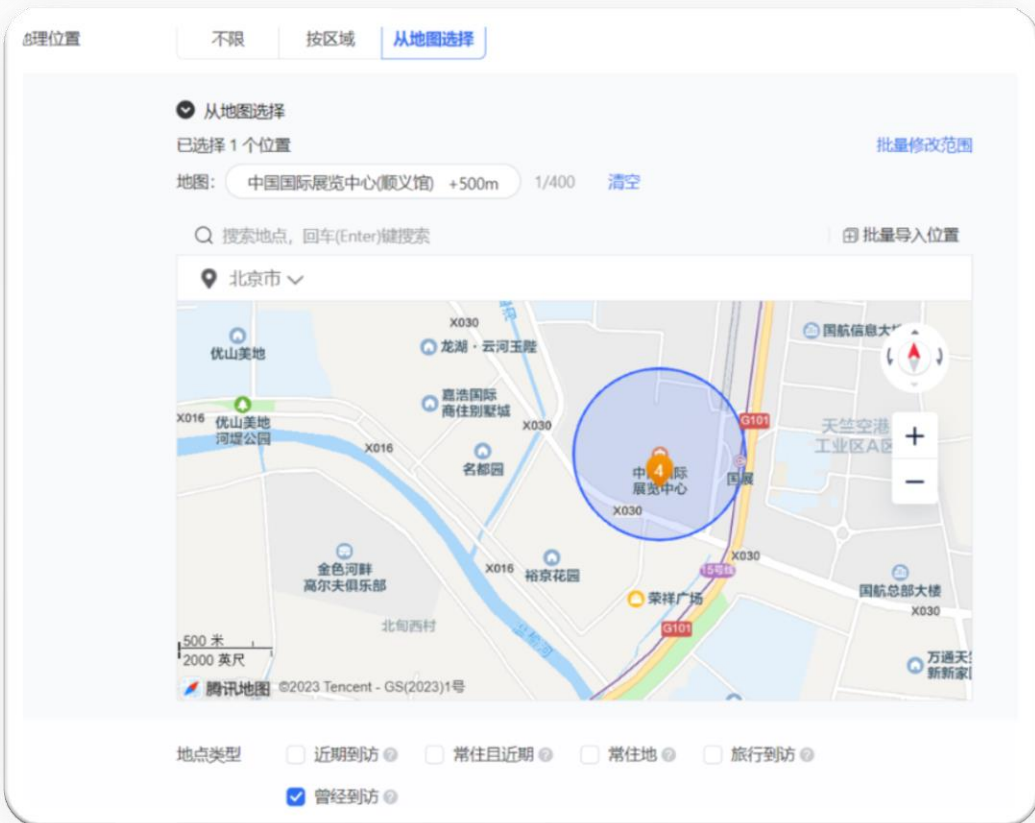 地理位置 不限 按区域 从地图选择
从地图选择
已选择 1 个位置 批量修改范围
地图: 中国国际展览中心(顺义馆) +500m 1/400 清空
搜索地点，回车(Enter)键搜索 批量导入位置
北京市
X030 国航信息大
优山美地 龙湖·云河玉陛
嘉浩国际
商住别墅城
X016 优山美地
河堤公园
X030 G101 天竺空港
工业区A区
X016
名都园 中 4 际
展览中心 国展
X030
X030
金色河畔
高尔夫俱乐部
X016 裕京花园 15号线
国航总部大楼
荣祥广场 X030
北甸西村 G101
500 米
2000 英尺
万通天
新新家
腾讯地图 ©2023 Tencent - GS(2023)1号
地点类型 近期到访 常住且近期 常住地 旅行到访
曾经到访